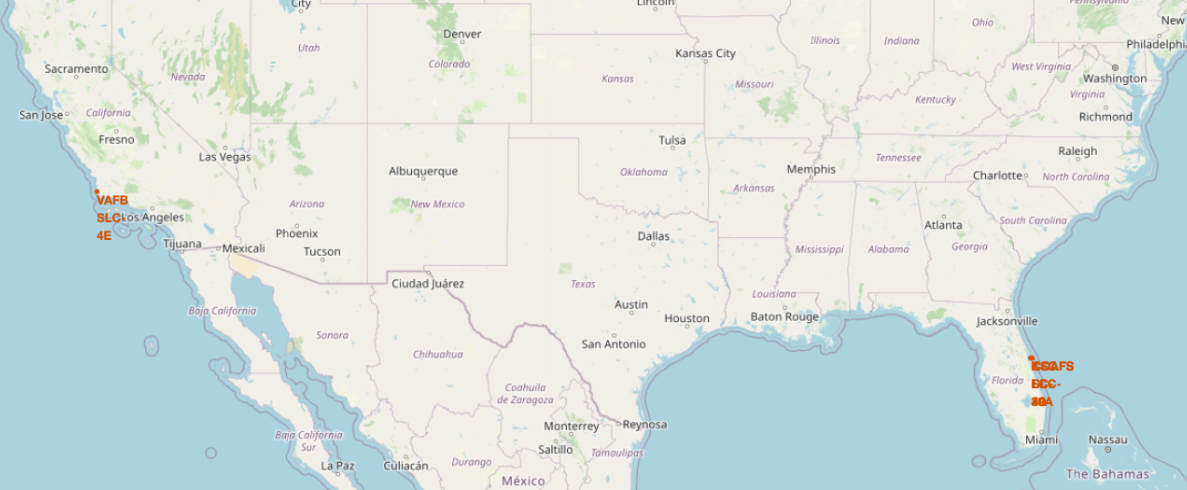 City
Lincoln
Pennsylvania
New
Denver
Utah
Colorado
Kansas City
Illinois
Indiana
Ohio
Philadelphia
Sacramento
Nevada
Kansas
Missouri
West Virginia
Washington
San Jose
California
Kentucky
Virginia
Richmond
Fresno
Las Vegas
Tulsa
Raleigh
Albuquerque
Oklahoma
Memphis
Tennessee
Charlotte
North Carolina
VAFB
SLC-
4E
Los Angeles
Arizona
New Mexico
Arkansas
South Carolina
Phoenix
Tijuana
Mexicali
Tucson
Dallas
Mississippi
Alabama
Atlanta
Georgia
Ciudad Juárez
Texas
Louisiana
Baja California
Austin
Houston
Baton Rouge
Jacksonville
Sonora
Chihuahua
San Antonio
Coahuila
de Zaragoza
Florida
Monterrey
Reynosa
Saltillo
Tamaulipas
Miami
Nassau
Baja California
Sur
La Paz
Culiacán
Durango
México
The Bahamas